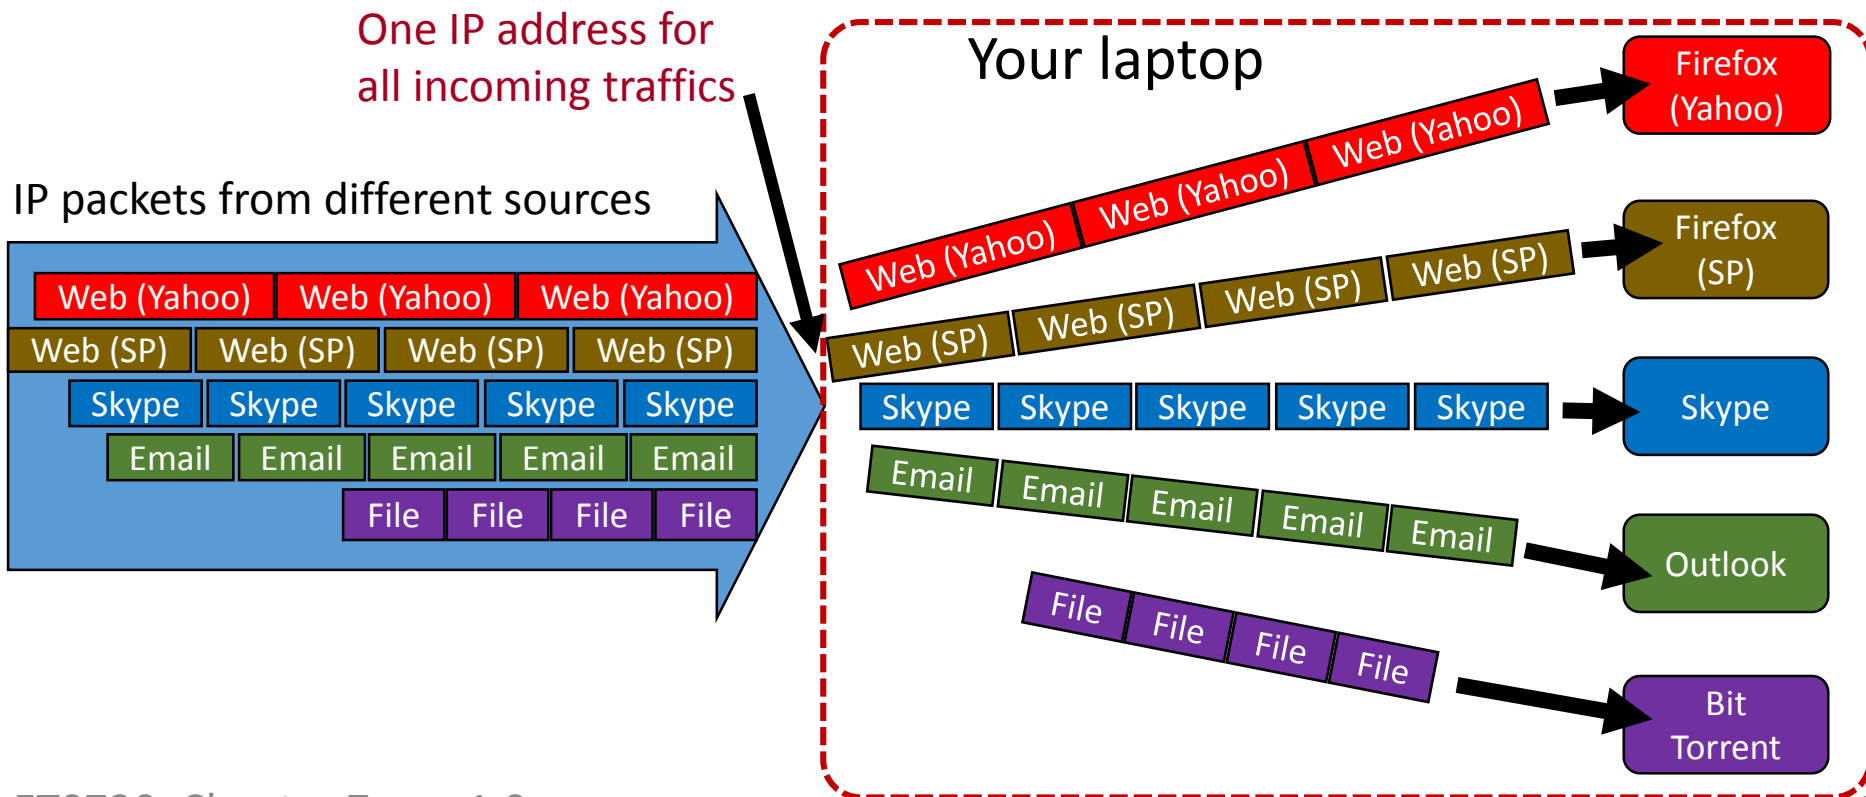 One IP address for
all incoming traffics
Your laptop
IP packets from different sources
Web (Yahoo) Web (Yahoo) Web (Yahoo)
Web (SP) Web (SP) Web (SP) Web (SP)
Skype Skype Skype Skype Skype
Email Email Email Email Email
File File File File
Web (Yahoo) Web (Yahoo) Web (Yahoo)
Web (SP) Web (SP) Web (SP) Web (SP)
Skype Skype Skype Skype Skype
Email Email Email Email Email
File File File File
Firefox
(Yahoo)
Firefox
(SP)
Skype
Outlook
Bit
Torrent